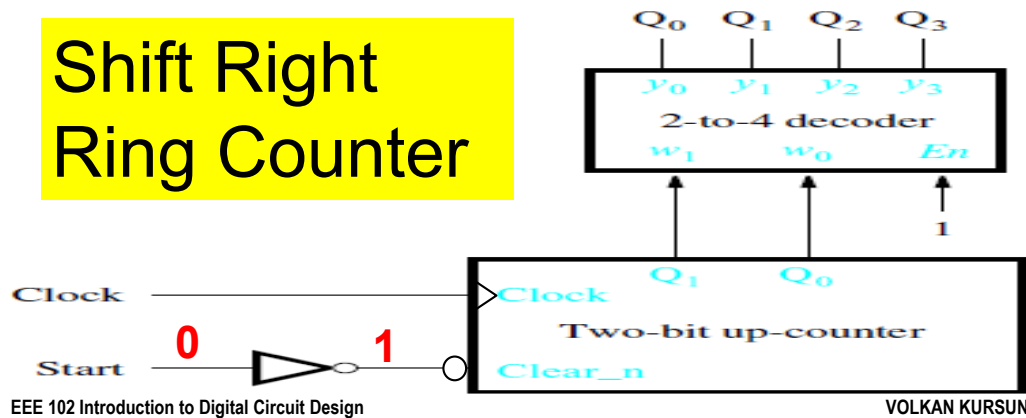 Shift Right
Ring Counter
Q₀ Q₁ Q₂ Q₃
y₀ y₁ y₂ y₃
2-to-4 decoder
w₁ w₀ En
1
Q₁ Q₀
Clock Clock
Two-bit up-counter
0 1
Start Clear_n
EEE 102 Introduction to Digital Circuit Design VOLKAN KURSUN